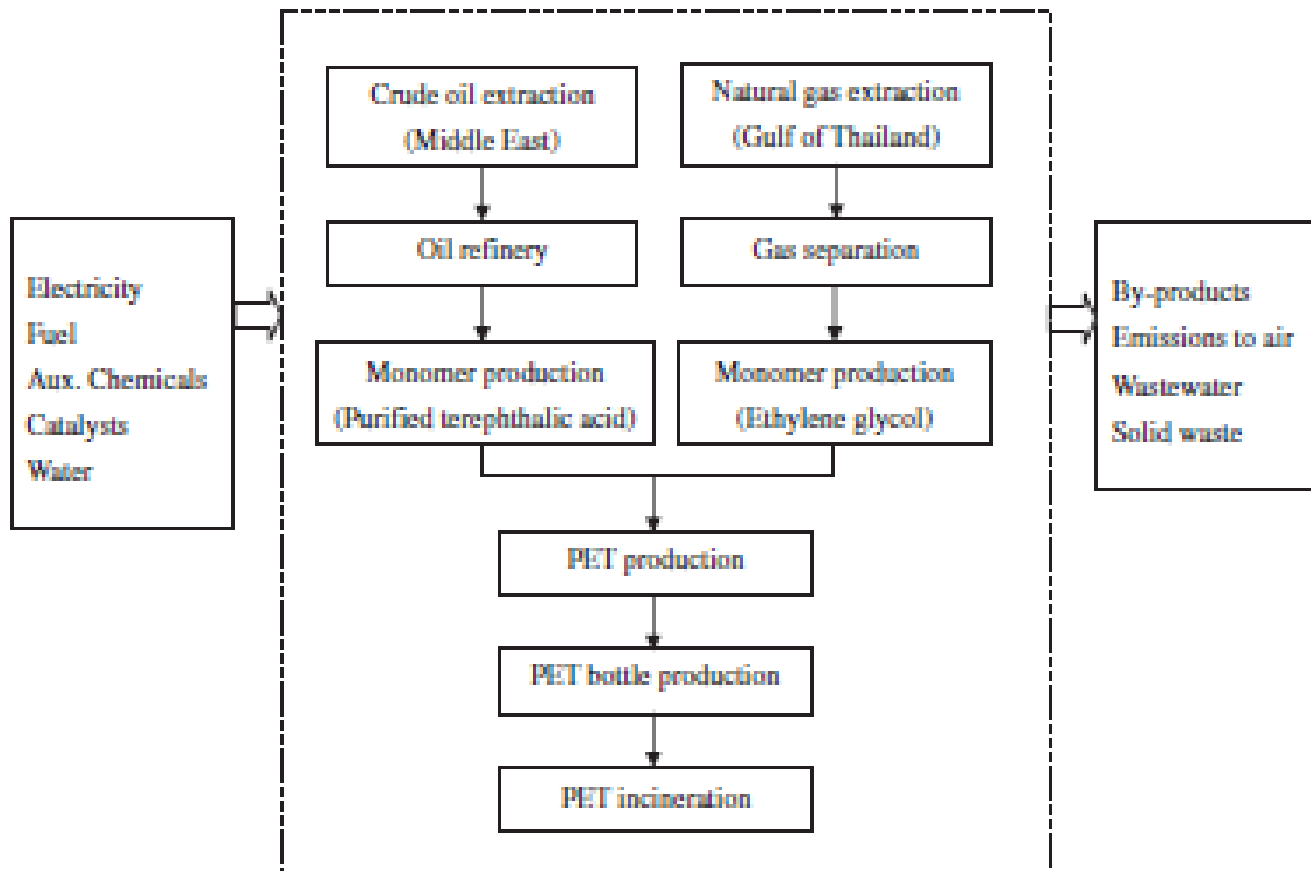 Crude oil extraction
(Middle East)
Natural gas extraction
(Gulf of Thailand)
Oil refinery
Gas separation
Electricity
Fuel
Aux. Chemicals
Catalysts
Water
By-products
Emissions to air
Wastewater
Solid waste
Monomer production
(Purified terephthalic acid)
Monomer production
(Ethylene glycol)
PET production
PET bottle production
PET incineration